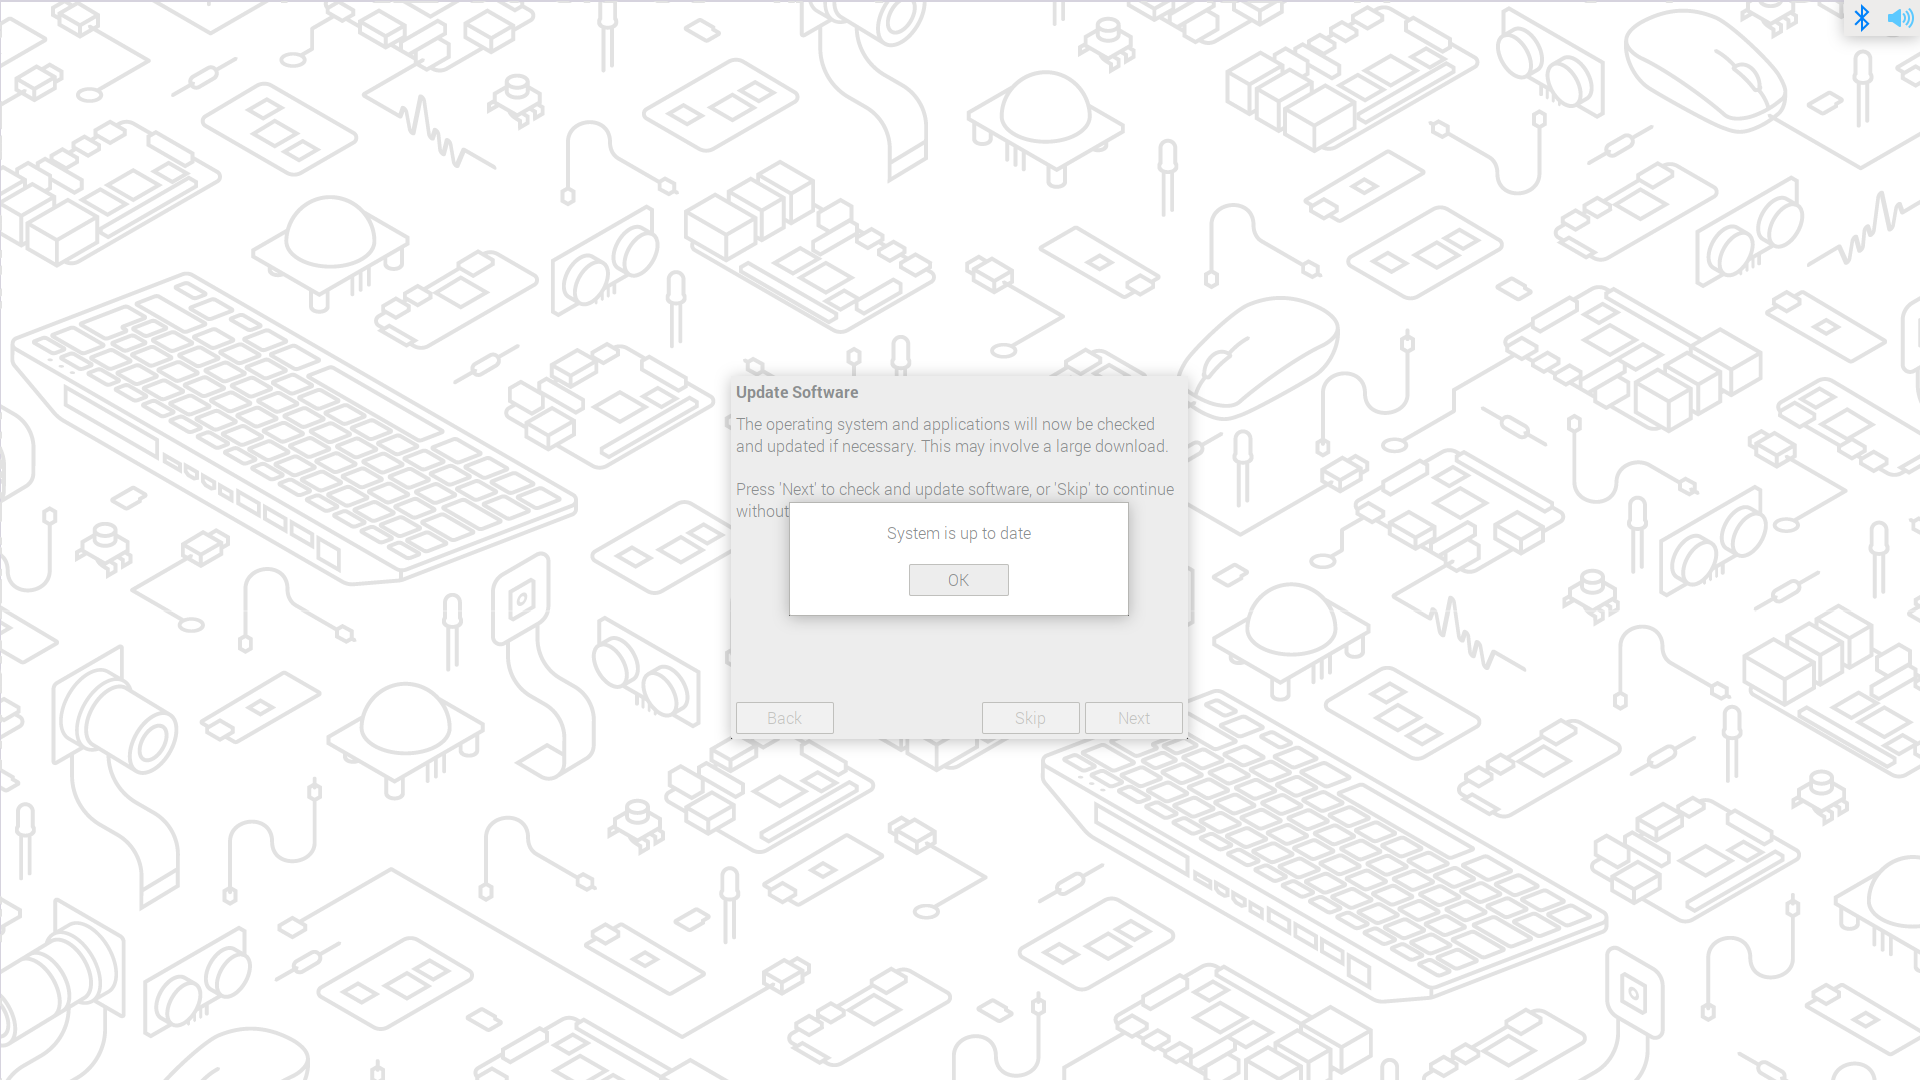 Update Software
The operating system and applications will now be checked
and updated if necessary. This may involve a large download.
Press 'Next' to check and update software, or 'Skip' to continue
without
System is up to date
OK
Back
Skip
Next